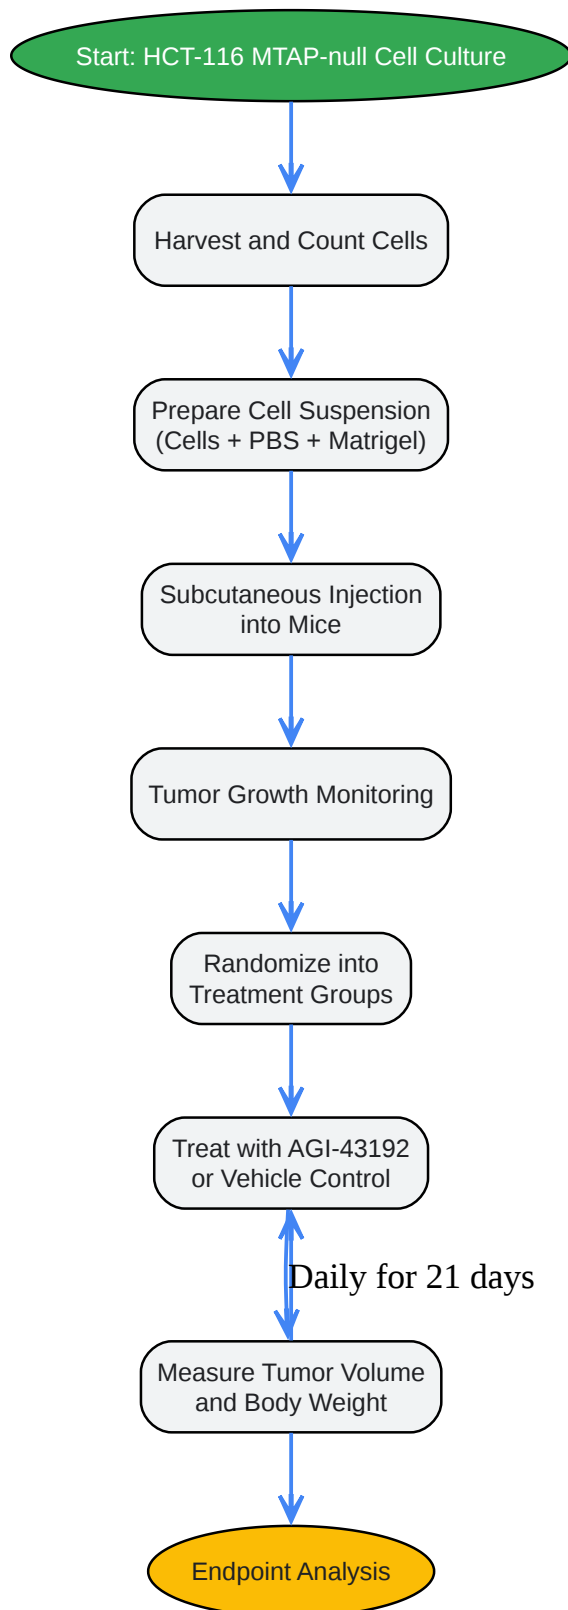 Start: HCT-116 MTAP-null Cell Culture
Harvest and Count Cells
Prepare Cell Suspension
(Cells + PBS + Matrigel)
Subcutaneous Injection
into Mice
Tumor Growth Monitoring
Randomize into
Treatment Groups
Treat with AGI-43192
or Vehicle Control
Daily for 21 days
Measure Tumor Volume
and Body Weight
Endpoint Analysis